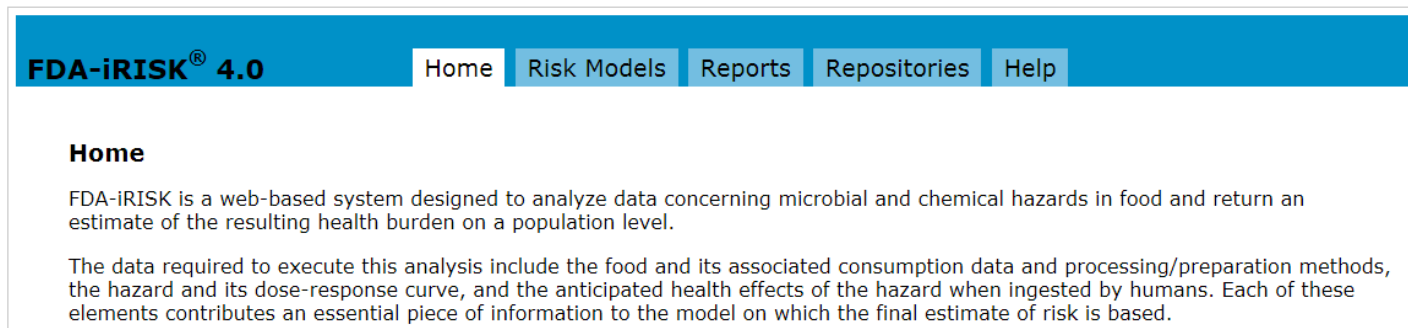 FDA-iRISK® 4.0 Home Risk Models Reports Repositories Help
Home
FDA-iRISK is a web-based system designed to analyze data concerning microbial and chemical hazards in food and return an
estimate of the resulting health burden on a population level.
The data required to execute this analysis include the food and its associated consumption data and processing/preparation methods,
the hazard and its dose-response curve, and the anticipated health effects of the hazard when ingested by humans. Each of these
elements contributes an essential piece of information to the model on which the final estimate of risk is based.